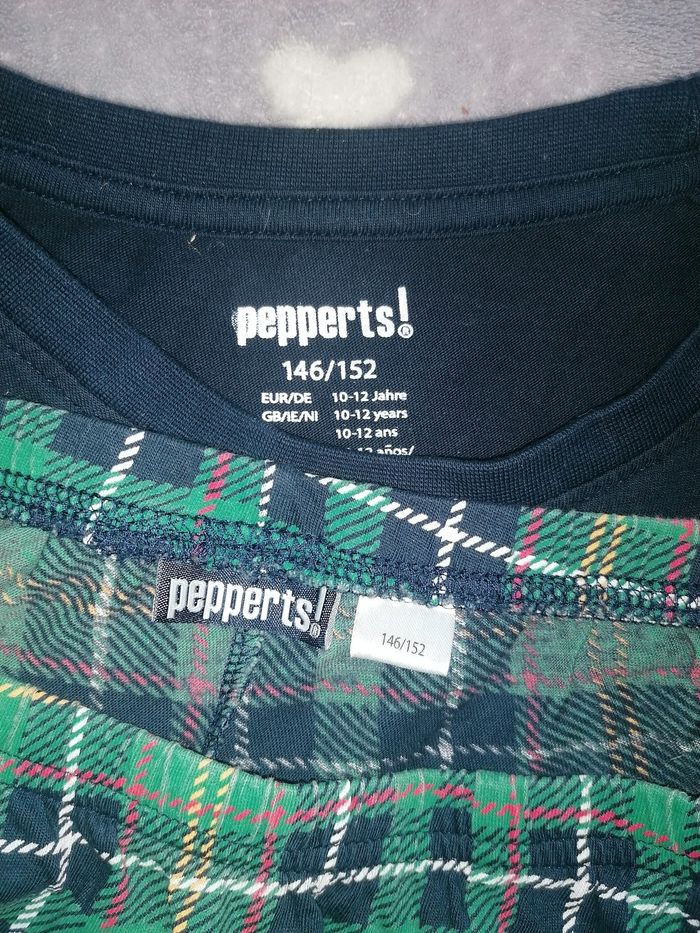 pepperts!®
146/152
EUR/DE 10-12 Jahre
GB/IE/NI 10-12 years
10-12 ans
años/
pepperts!®
146/152